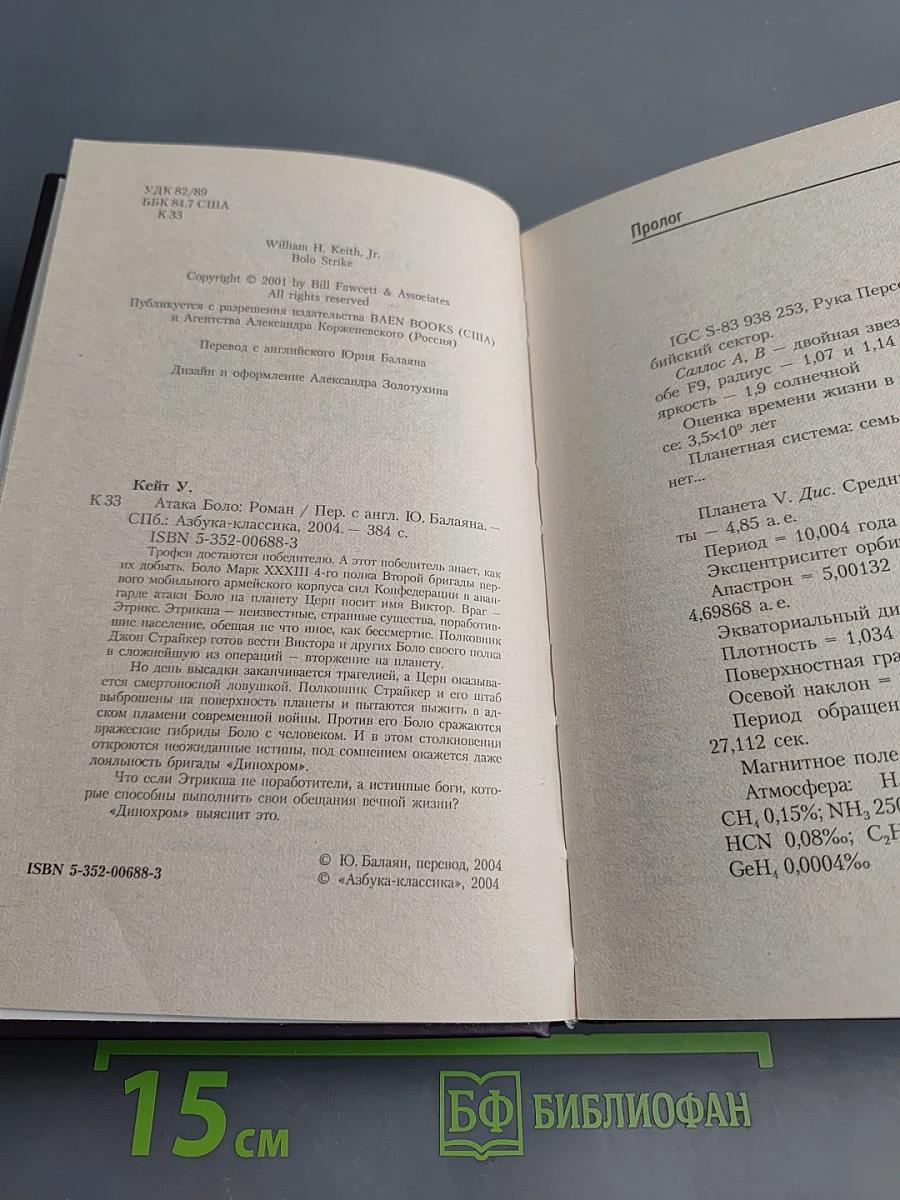 УДК 82/89
ББК 84.7 США
К 33
William H. Keith, Jr.
Bolo Strike
Copyright © 2001 by Bill Fawcett & Associates
All rights reserved
Публикуется с разрешения издательства BAEN BOOKS (США)
и Агентства Александра Корженевского (Россия)
Перевод с английского Юрия Балаяна
Дизайн и оформление Александра Золотухина
Кейт У.
К 33 Атака Боло: Роман / Пер. с англ. Ю. Балаяна. —
СПб.: Азбука-классика, 2004. — 384 с.
ISBN 5-352-00688-3
Трофеи достаются победителю. А этот победитель знает, как
их добыть. Боло Марк XXXIII 4-го полка Второй бригады пер-
вого мобильного армейского корпуса сил Конфедерации в аван-
гарде атаки Боло на планету Церн носит имя Виктор. Враг —
Этрикс. Этрикша — неизвестные, странные существа, поработив-
шие население, обещая не что иное, как бессмертие. Полковник
Джон Страйкер готов вести Виктора и других Боло своего полка
в сложнейшую из операций — вторжение на планету.
Но день высадки заканчивается трагедией, а Церн оказыва-
ется смертоносной ловушкой. Полковник Страйкер и его штаб
выброшены на поверхность планеты и пытаются выжить в ад-
ском пламени современной войны. Против его Боло сражаются
вражеские гибриды Боло с человеком. И в этом столкновении
откроются неожиданные истины, под сомнением окажется даже
лояльность бригады «Динохром».
Что если Этрикша не поработители, а истинные боги, кото-
рые способны выполнить свои обещания вечной жизни?
«Динохром» выяснит это.
ISBN 5-352-00688-3
© Ю. Балаян, перевод, 2004
© «Азбука-классика», 2004
Пролог
IGC S-83 938 253, Рука Персе
бийский сектор.
Саллос А, В — двойная звез
обе F9, радиус — 1,07 и 1,14
яркость — 1,9 солнечной
Оценка времени жизни в
се: 3,5×10⁹ лет
Планетная система: семь
нет...
Планета V. Дис. Средн
ты — 4,85 а. е.
Период = 10,004 года
Эксцентриситет орби
Апастрон = 5,00132
4,69868 а. е.
Экваториальный ди
Плотность = 1,034
Поверхностная гра
Осевой наклон =
Период обращен
27,112 сек.
Магнитное поле
Атмосфера: H
CH₄ 0,15%; NH₃ 250
HCN 0,08‰; C₂H
GeH₄ 0,0004‰
15 см
БФ БИБЛИОФАН